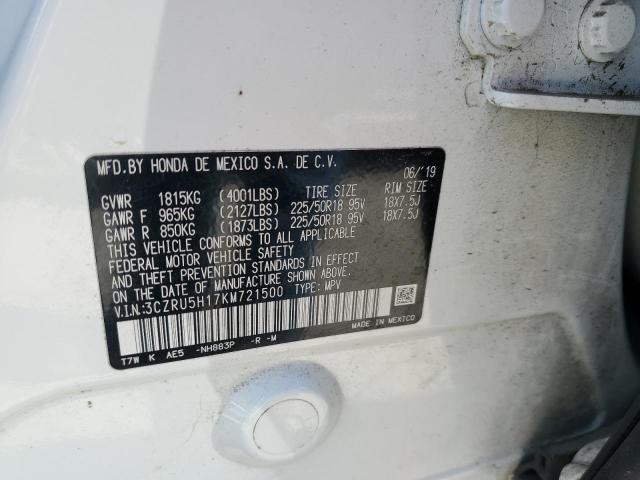 MFD.BY HONDA DE MEXICO S.A. DE C.V. 06/'19
GVWR 1815KG (4001LBS) TIRE SIZE RIM SIZE
GAWR F 965KG (2127LBS) 225/50R18 95V 18X7.5J
GAWR R 850KG (1873LBS) 225/50R18 95V 18X7.5J
THIS VEHICLE CONFORMS TO ALL APPLICABLE
FEDERAL MOTOR VEHICLE SAFETY
AND THEFT PREVENTION STANDARDS IN EFFECT
ON THE DATE OF MANUFACTURE SHOWN ABOVE.
V.I.N.:3CZRU5H17KM721500 TYPE: MPV
MADE IN MEXICO
T7W K AE5 -NH883P -R -M